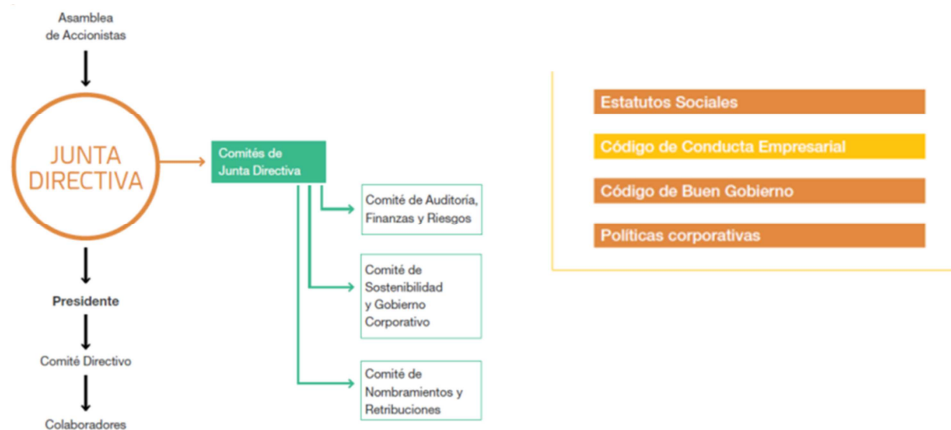 Asamblea
de Accionistas
JUNTA
DIRECTIVA
Comités de
Junta Directiva
Comité de Auditoría,
Finanzas y Riesgos
Comité de
Sostenibilidad
y Gobierno
Corporativo
Comité de
Nombramientos y
Retribuciones
Presidente
Comité Directivo
Colaboradores
Estatutos Sociales
Código de Conducta Empresarial
Código de Buen Gobierno
Políticas corporativas